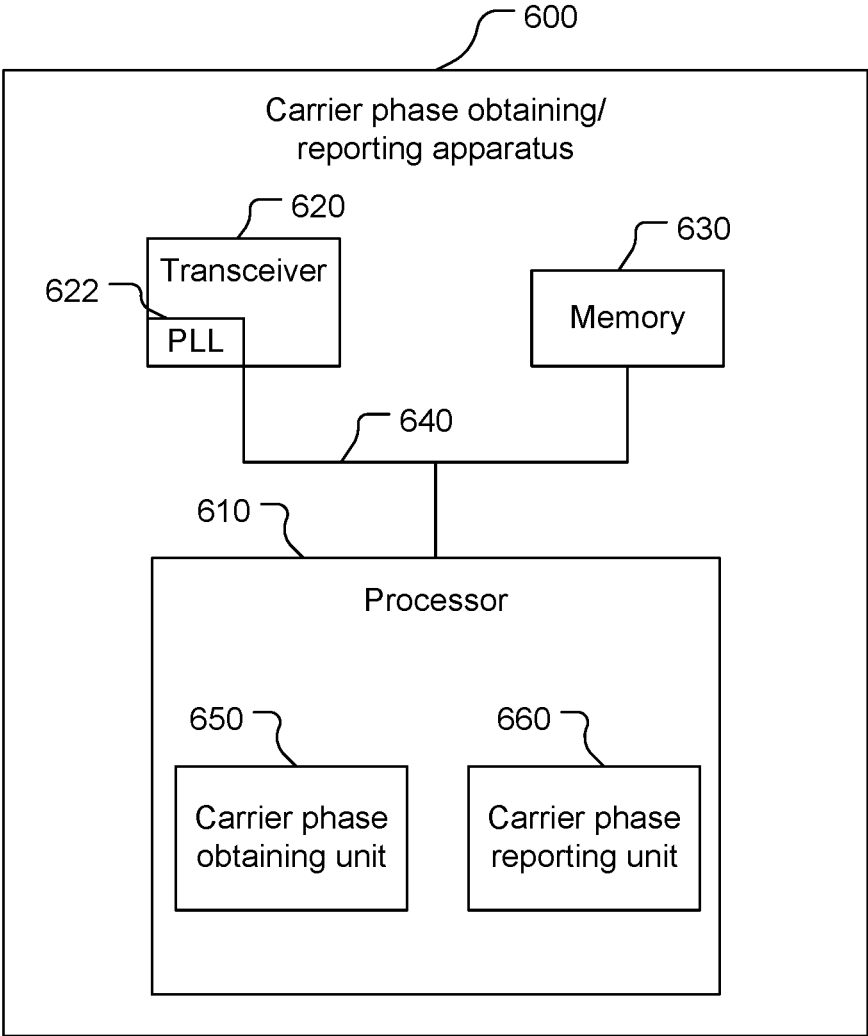 600
Carrier phase obtaining/
reporting apparatus
620
Transceiver
622
PLL
630
Memory
640
610
Processor
650
Carrier phase
obtaining unit
660
Carrier phase
reporting unit